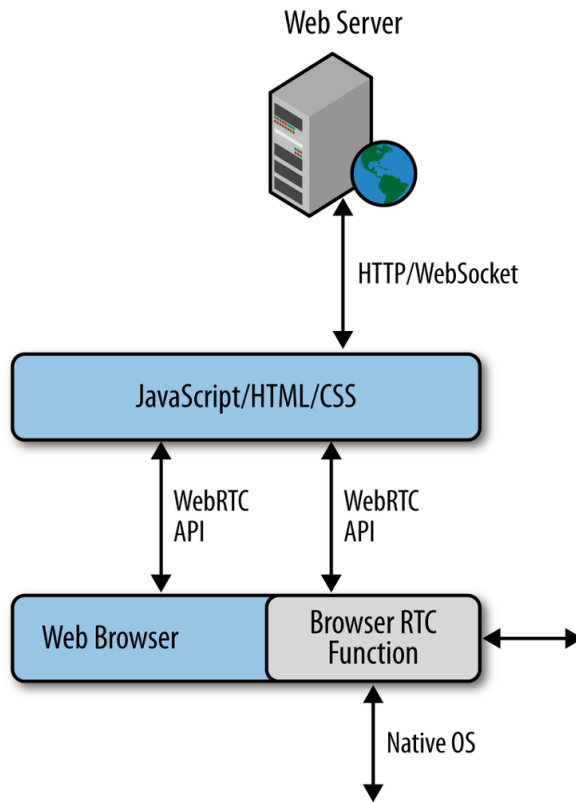 Web Server
HTTP/WebSocket
JavaScript/HTML/CSS
WebRTC
API
WebRTC
API
Web Browser
Browser RTC
Function
Native OS